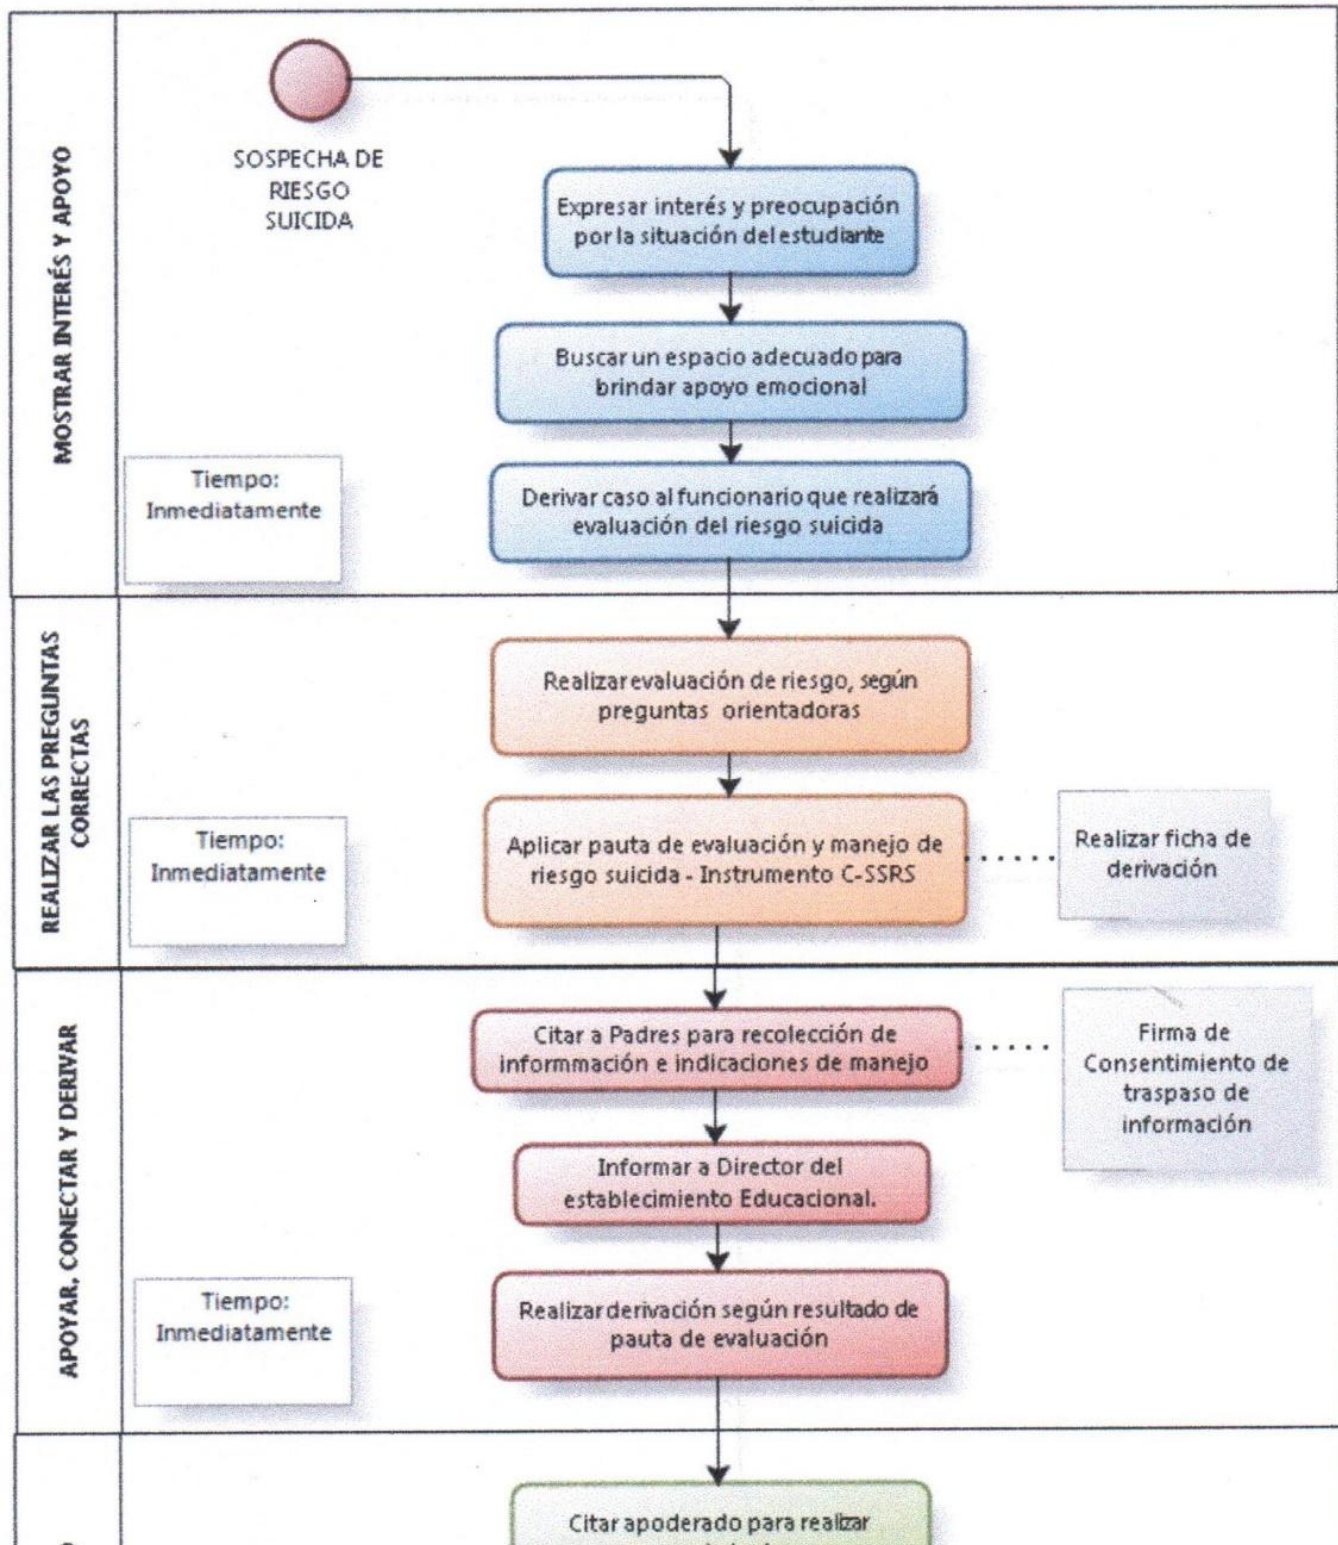 MOSTRAR INTERÉS Y APOYO
SOSPECHA DE
RIESGO
SUICIDA
Expresar interés y preocupación
por la situación del estudiante
Buscar un espacio adecuado para
brindar apoyo emocional
Tiempo:
Inmediatamente
Derivar caso al funcionario que realizará
evaluación del riesgo suicida
REALIZAR LAS PREGUNTAS
CORRECTAS
Realizar evaluación de riesgo, según
preguntas orientadoras
Tiempo:
Inmediatamente
Aplicar pauta de evaluación y manejo de
riesgo suicida - Instrumento C-SSRS
Realizar ficha de
derivación
APOYAR, CONECTAR Y DERIVAR
Citar a Padres para recolección de
informmación e indicaciones de manejo
Firma de
Consentimiento de
traspaso de
información
Informar a Director del
establecimiento Educacional.
Tiempo:
Inmediatamente
Realizar derivación según resultado de
pauta de evaluación
Citar apoderado para realizar